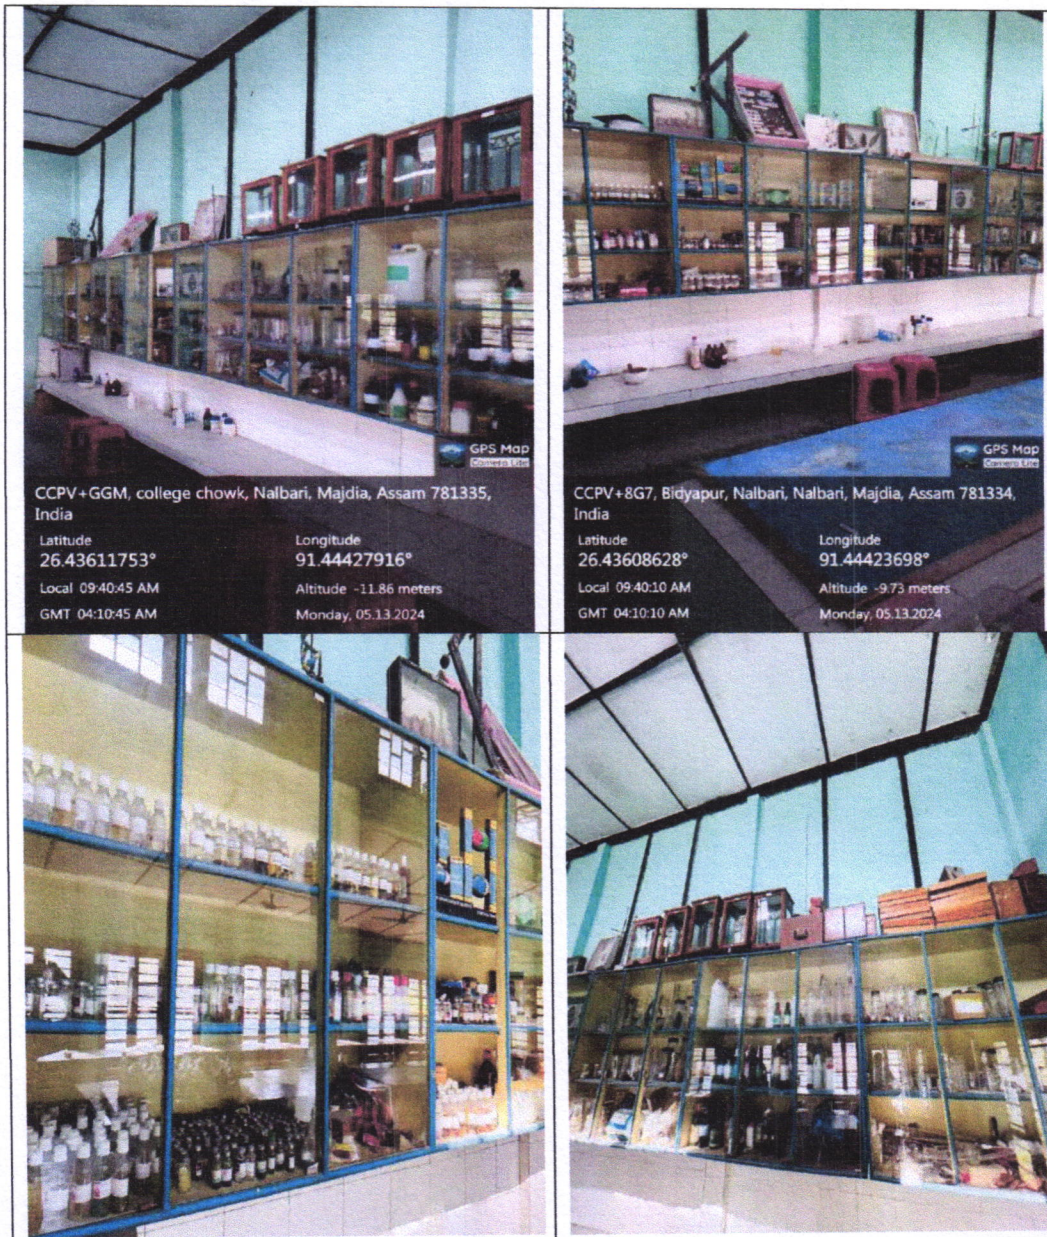 GPS Map
Camera Lite
CCPV+GGM, college chowk, Nalbari, Majdia, Assam 781335,
India
Latitude
26.43611753°
Longitude
91.44427916°
Local 09:40:45 AM
Altitude -11.86 meters
GMT 04:10:45 AM
Monday, 05.13.2024
GPS Map
Camera Lite
CCPV+8G7, Bidyapur, Nalbari, Nalbari, Majdia, Assam 781334,
India
Latitude
26.43608628°
Longitude
91.44423698°
Local 09:40:10 AM
Altitude -9.73 meters
GMT 04:10:10 AM
Monday, 05.13.2024